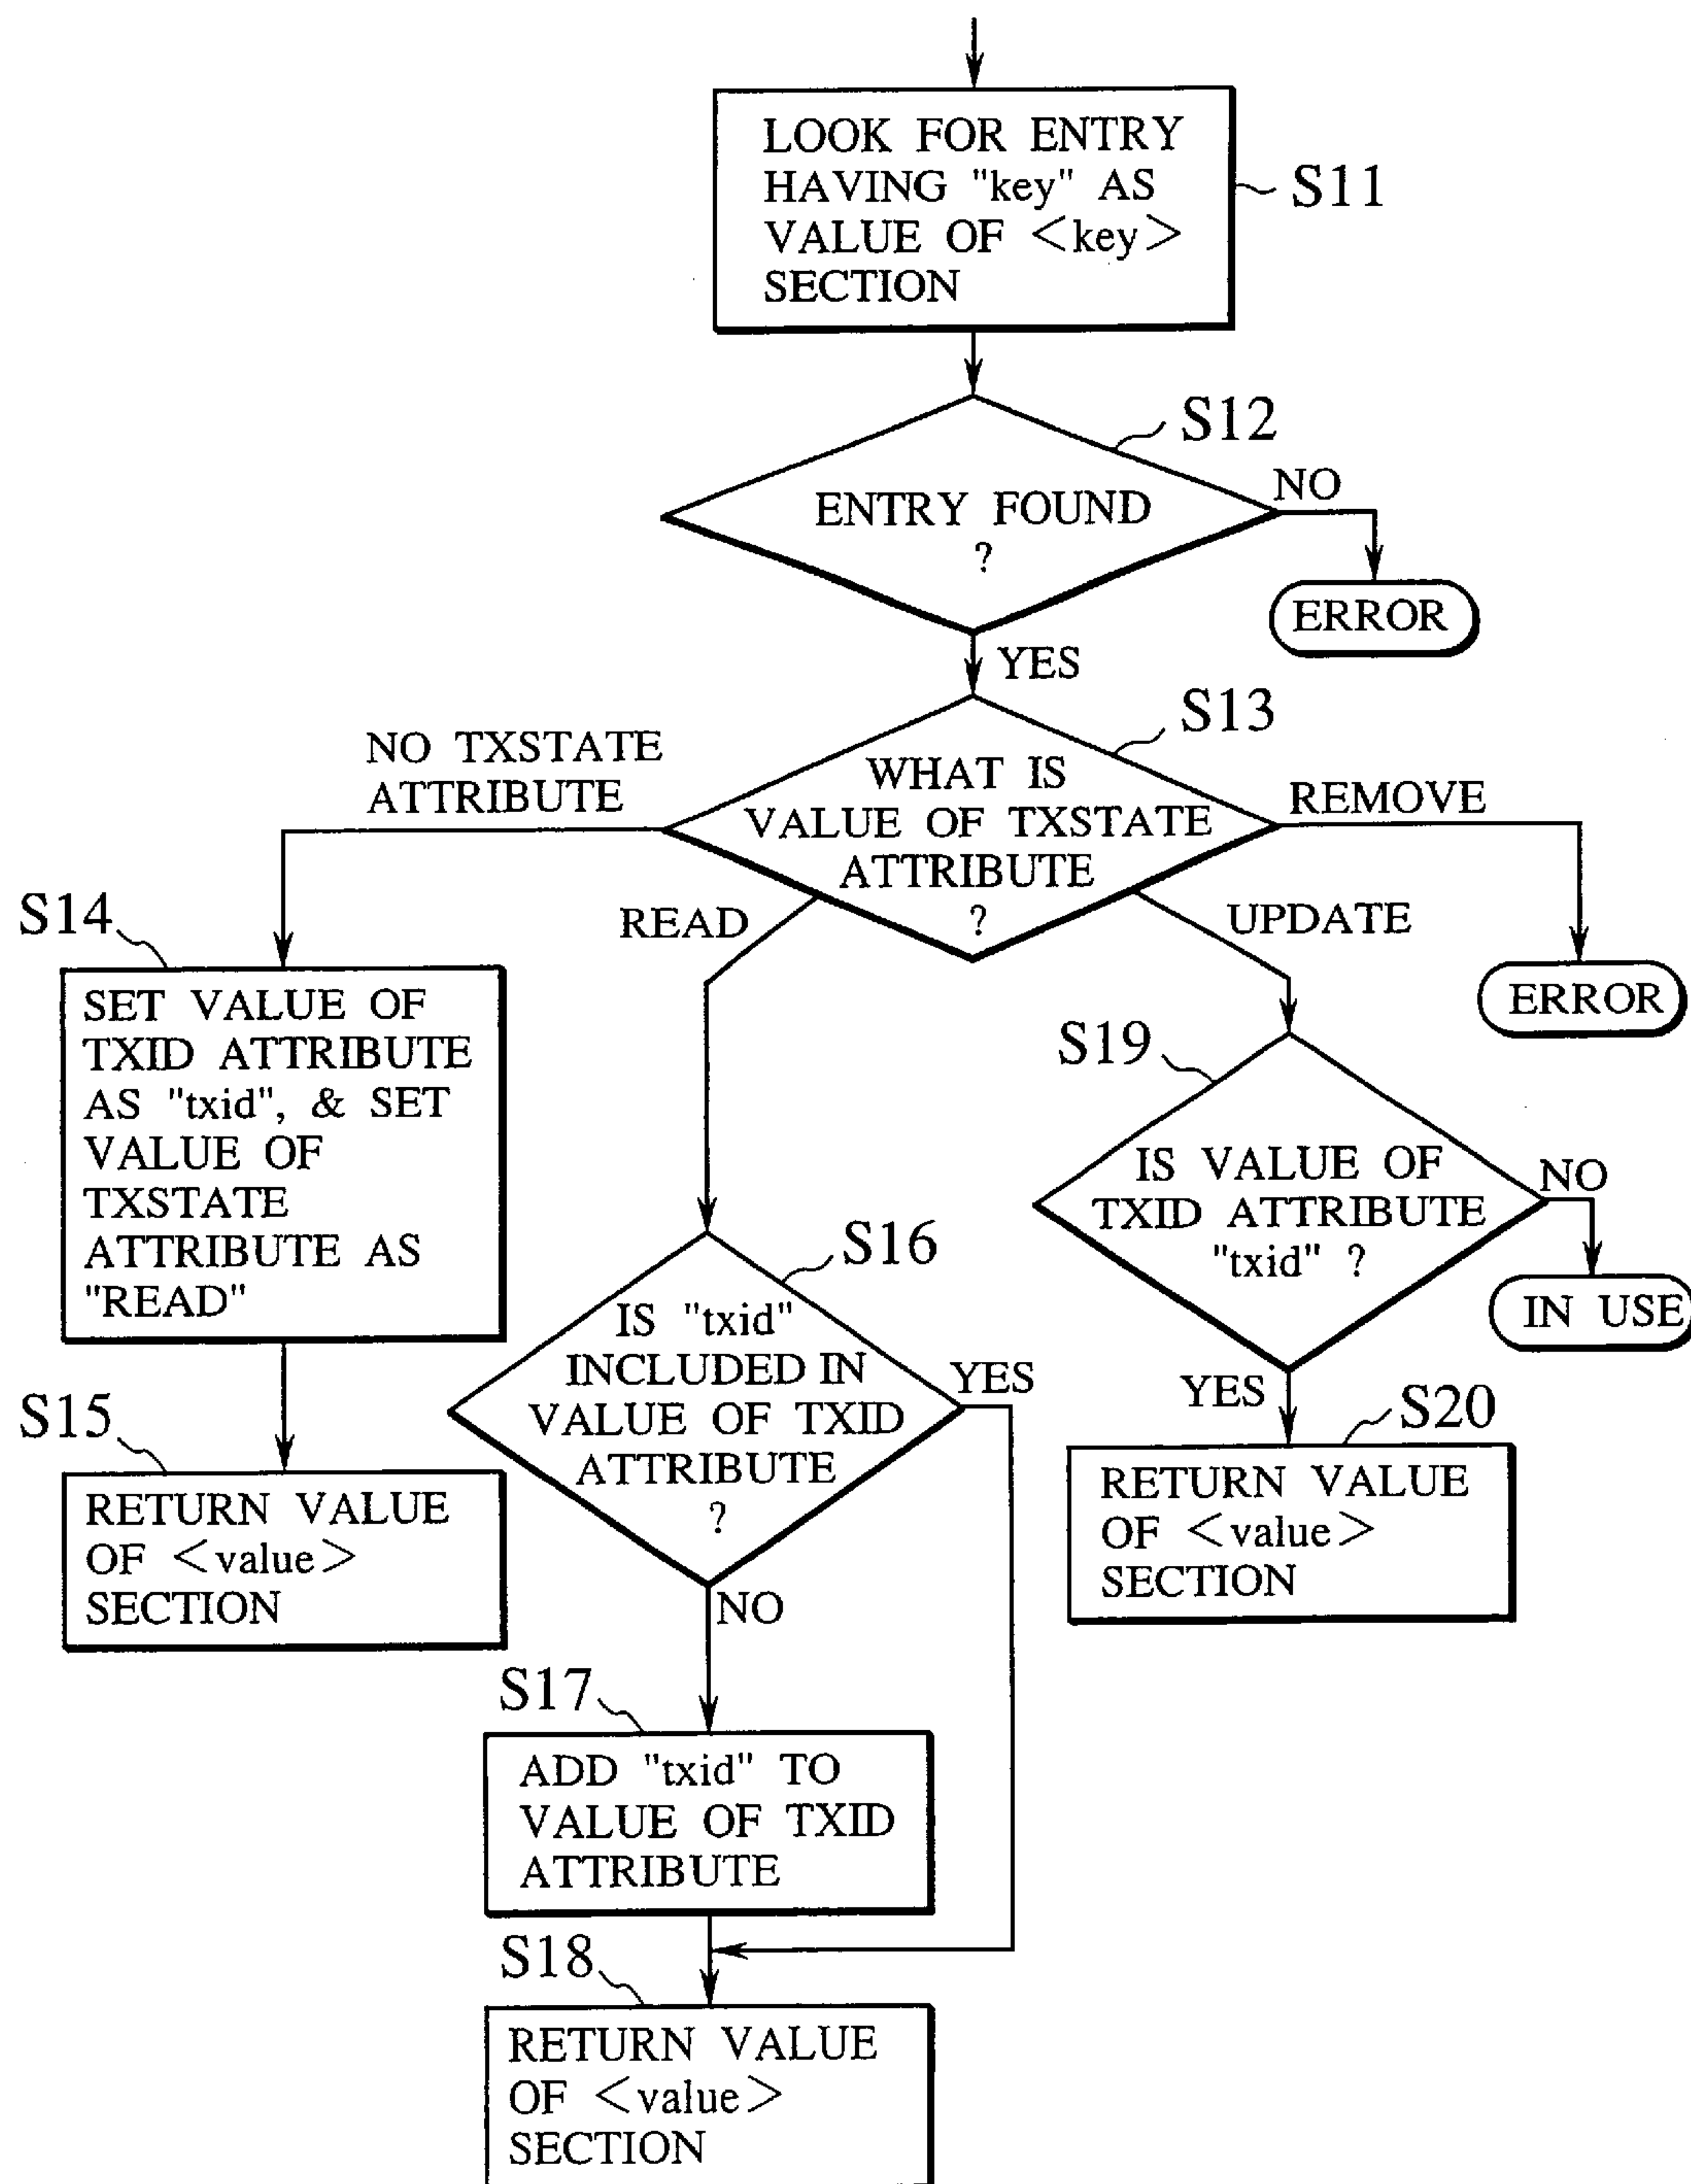 LOOK FOR ENTRY
HAVING "key" AS
VALUE OF <key>
SECTION
S11
S12
ENTRY FOUND
?
NO
ERROR
YES
S13
WHAT IS
VALUE OF TXSTATE
ATTRIBUTE
?
NO TXSTATE
ATTRIBUTE
READ
UPDATE
REMOVE
ERROR
S14
SET VALUE OF
TXID ATTRIBUTE
AS "txid", & SET
VALUE OF
TXSTATE
ATTRIBUTE AS
"READ"
S15
RETURN VALUE
OF <value>
SECTION
S16
IS "txid"
INCLUDED IN
VALUE OF TXID
ATTRIBUTE
?
YES
NO
S17
ADD "txid" TO
VALUE OF TXID
ATTRIBUTE
S18
RETURN VALUE
OF <value>
SECTION
S19
IS VALUE OF
TXID ATTRIBUTE
"txid" ?
NO
IN USE
YES
S20
RETURN VALUE
OF <value>
SECTION